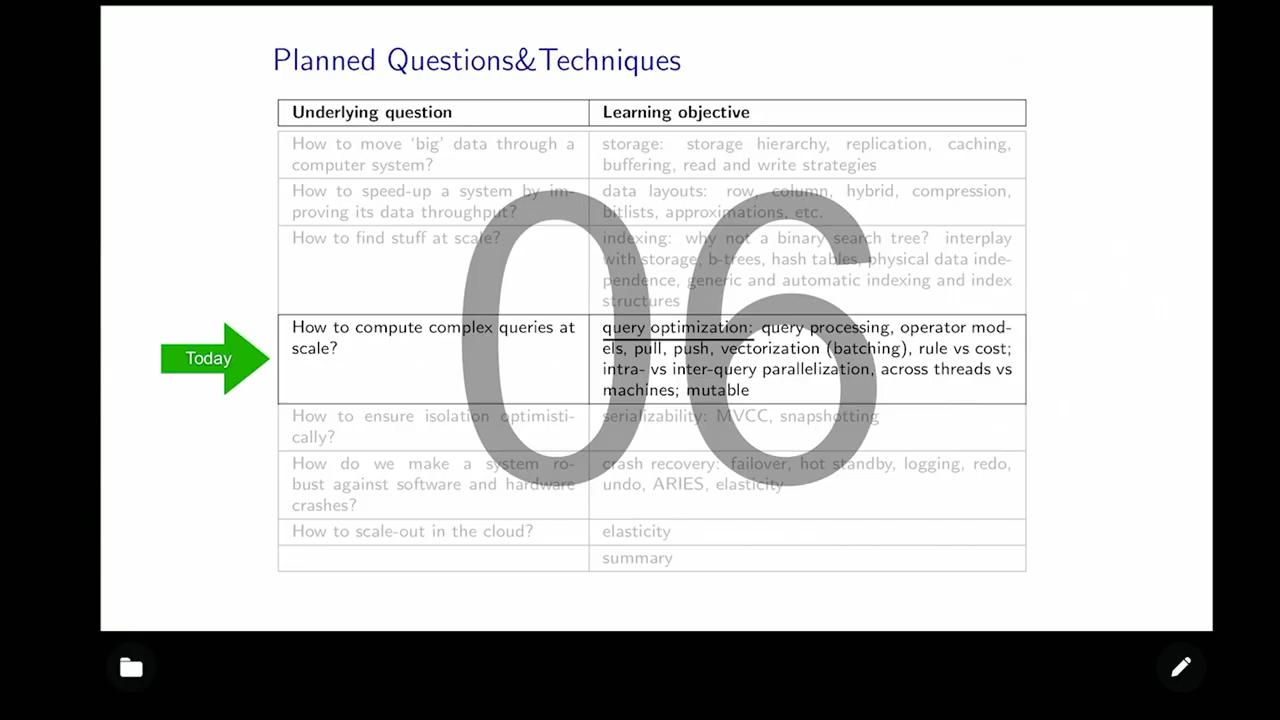 Planned Questions&Techniques
Underlying question
Learning objective
How to move ‘big’ data through a
computer system?
storage: storage hierarchy, replication, caching,
buffering, read and write strategies
How to speed-up a system by im-
proving its data throughput?
data layouts: row, column, hybrid, compression,
bitlists, approximations, etc.
How to find stuff at scale?
indexing: why not a binary search tree? interplay
with storage, b-trees, hash tables, physical data inde-
pendence, generic and automatic indexing and index
structures
Today
How to compute complex queries at
scale?
query optimization: query processing, operator mod-
els, pull, push, vectorization (batching), rule vs cost;
intra- vs inter-query parallelization, across threads vs
machines; mutable
How to ensure isolation optimisti-
cally?
serializability: MVCC, snapshotting
How do we make a system ro-
bust against software and hardware
crashes?
crash recovery: failover, hot standby, logging, redo,
undo, ARIES, elasticity
How to scale-out in the cloud?
elasticity
summary
06